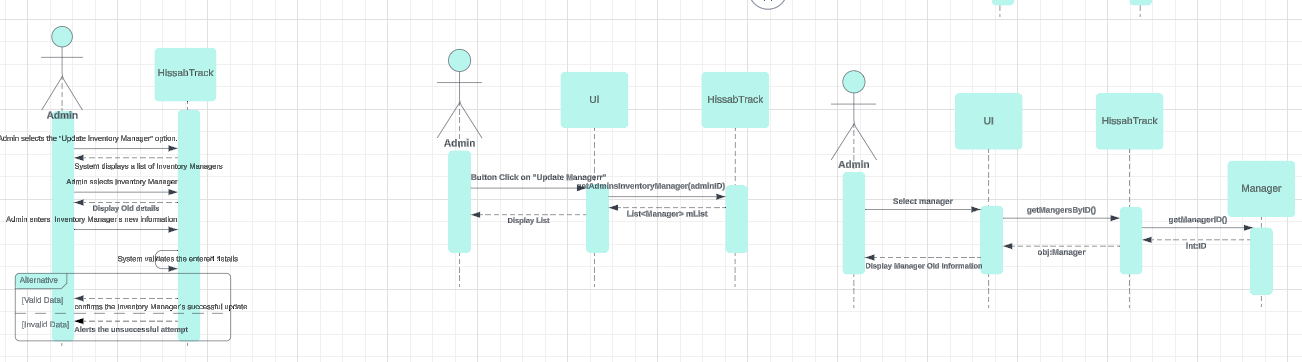 HissabTrack
Admin
Admin selects the "Update Inventory Manager" option.
System displays a list of Inventory Managers
Admin selects Inventory Manager
Display Old details
Admin enters Inventory Manager's new information
System validates the entered details
Alternative
[Valid Data]
confirms the Inventory Manager's successful update
[Invalid Data]
Alerts the unsuccessful attempt
UI
HissabTrack
Admin
Button Click on "Update Managerr"
getAdminsInventoryManager(adminID)
List<Manager> mList
Display List
UI
HissabTrack
Admin
Manager
Select manager
getMangersByID()
getManagerID()
Int:ID
obj:Manager
Display Manager Old Information